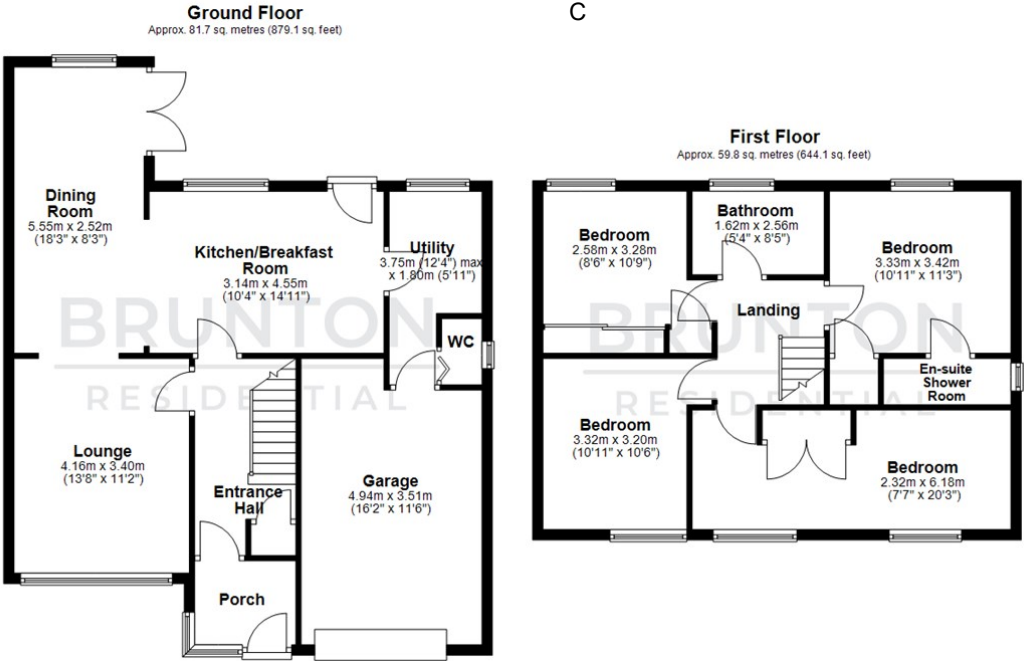 Ground Floor
Approx. 81.7 sq. metres (879.1 sq. feet)
C
First Floor
Approx. 59.8 sq. metres (644.1 sq. feet)
Dining
Room
5.55m x 2.52m
(18'3" x 8'3")
Kitchen/Breakfast
Room
3.14m x 4.55m
(10'4" x 14'11")
Utility
3.75m (12'4") max
x 1.80m (5'11")
WC
Lounge
4.16m x 3.40m
(13'8" x 11'2")
Entrance
Hall
Garage
4.94m x 3.51m
(16'2" x 11'6")
Porch
Bedroom
2.58m x 3.28m
(8'6" x 10'9")
Bathroom
1.62m x 2.56m
(5'4" x 8'5")
Bedroom
3.33m x 3.42m
(10'11" x 11'3")
Landing
En-suite
Shower
Room
Bedroom
3.32m x 3.20m
(10'11" x 10'6")
Bedroom
2.32m x 6.18m
(7'7" x 20'3")
BRUNTON
RESIDENTIAL
BRUNTON
RESIDENTIAL